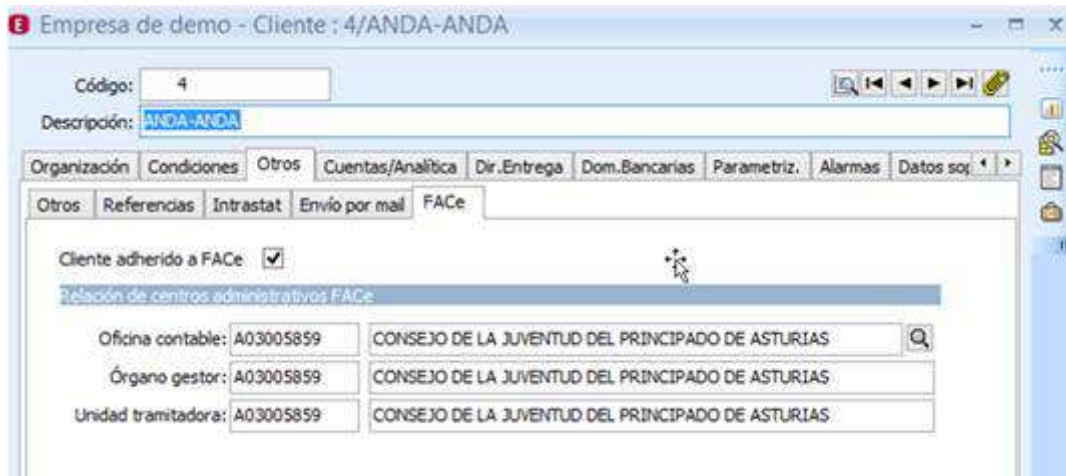 Empresa de demo - Cliente : 4/ANDA-ANDA
Código: 4
Descripción: ANDA-ANDA
Organización Condiciones Otros Cuentas/Analítica Dir.Entrega Dom.Bancarias Parametriz. Alarmas Datos sop
Otros Referencias Intrastat Envío por mail FACe
Cliente adherido a FACe
Relación de centros administrativos FACe
Oficina contable: A03005859 CONSEJO DE LA JUVENTUD DEL PRINCIPADO DE ASTURIAS
Órgano gestor: A03005859 CONSEJO DE LA JUVENTUD DEL PRINCIPADO DE ASTURIAS
Unidad tramitadora: A03005859 CONSEJO DE LA JUVENTUD DEL PRINCIPADO DE ASTURIAS